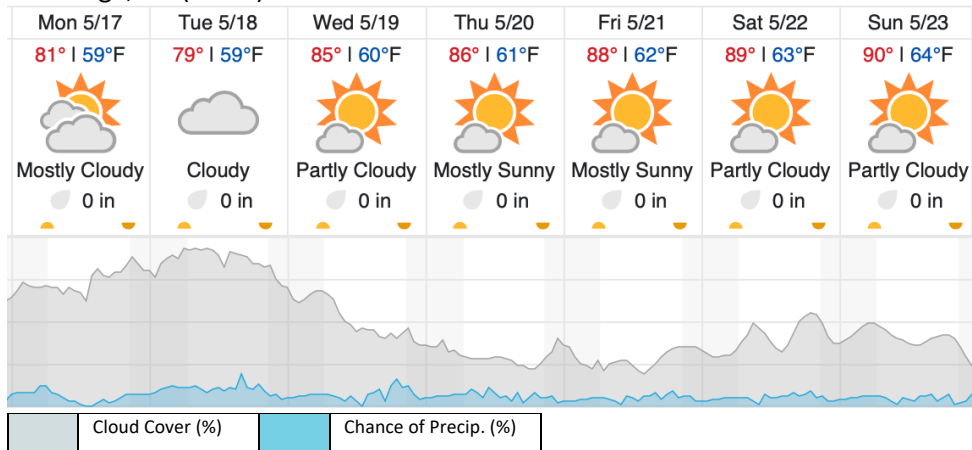 Mon 5/17 Tue 5/18 Wed 5/19 Thu 5/20 Fri 5/21 Sat 5/22 Sun 5/23
81° | 59°F 79° | 59°F 85° | 60°F 86° | 61°F 88° | 62°F 89° | 63°F 90° | 64°F
Mostly Cloudy Cloudy Partly Cloudy Mostly Sunny Mostly Sunny Partly Cloudy Partly Cloudy
0 in 0 in 0 in 0 in 0 in 0 in 0 in
Cloud Cover (%) Chance of Precip. (%)